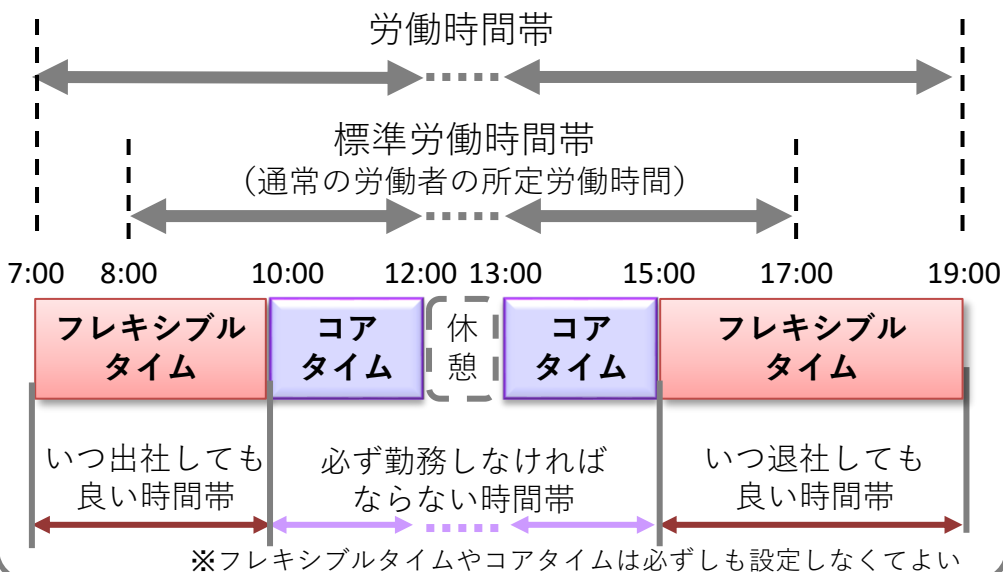 労働時間帯
標準労働時間帯
（通常の労働者の所定労働時間）
7:00 8:00 10:00 12:00 13:00 15:00 17:00 19:00
フレキシブル
タイム
コア
タイム
休
憩
コア
タイム
フレキシブル
タイム
いつ出社しても
良い時間帯
必ず勤務しなければ
ならない時間帯
いつ退社しても
良い時間帯
※フレキシブルタイムやコアタイムは必ずしも設定しなくてよい